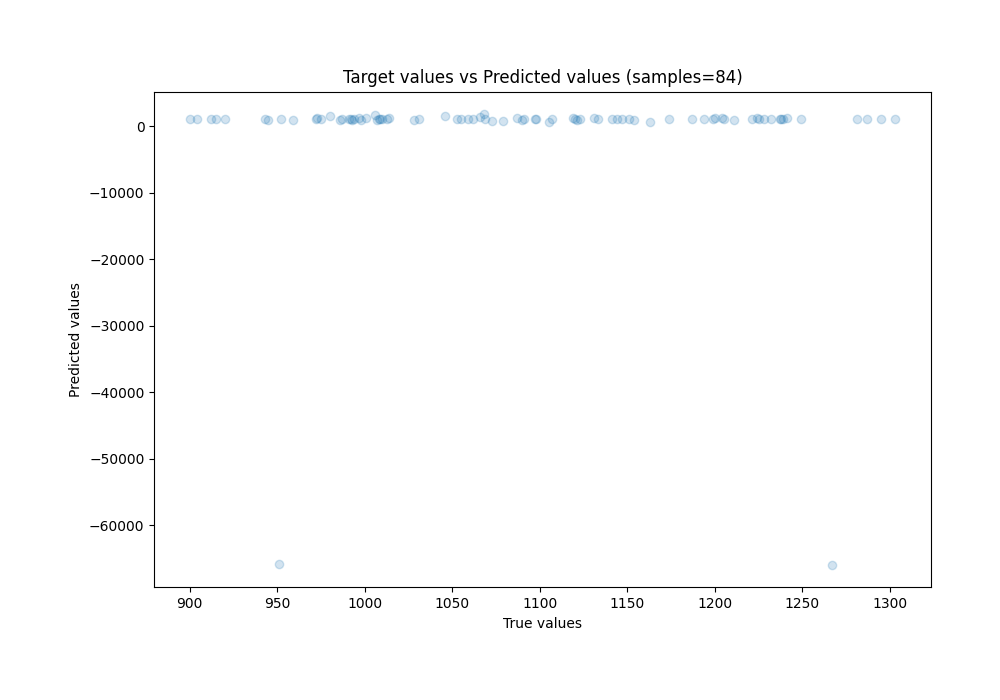 Target values vs Predicted values (samples=84)
0
−10000
−20000
−30000
−40000
−50000
−60000
Predicted values
900 950 1000 1050 1100 1150 1200 1250 1300
True values